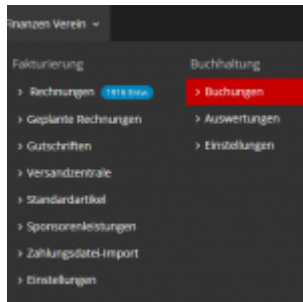 Finanzen Verein
Fakturierung
Rechnungen
Geplante Rechnungen
Gutschriften
Versandzentrale
Standardartikel
Sponsorenleistungen
Zahlungsdatei-Import
Einstellungen
Buchhaltung
Buchungen
Auswertungen
Einstellungen